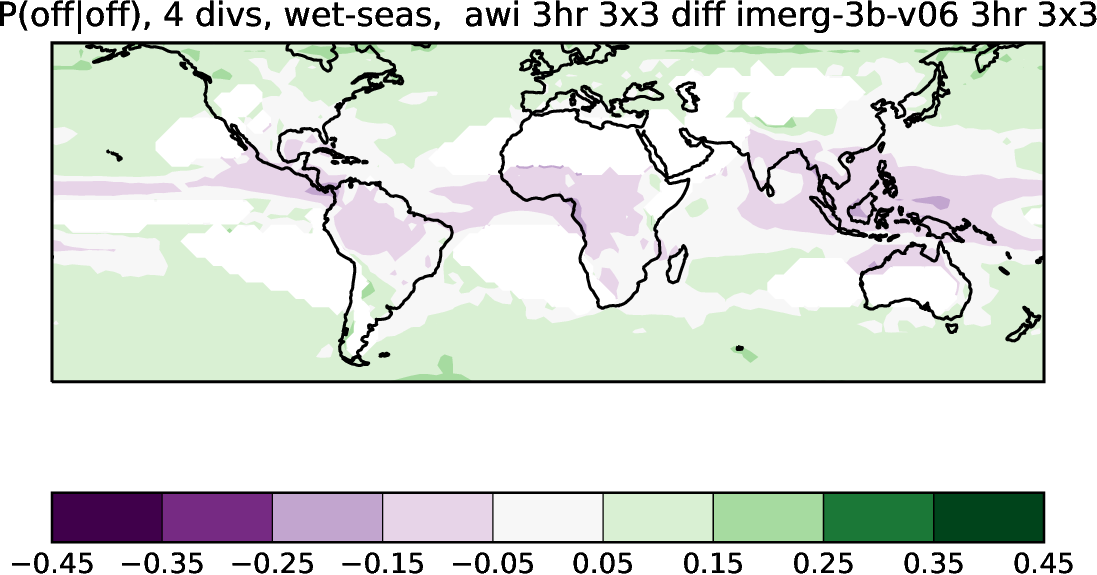 P(off|off), 4 divs, wet-seas, awi 3hr 3x3 diff imerg-3b-v06 3hr 3x3
−0.45 −0.35 −0.25 −0.15 −0.05 0.05 0.15 0.25 0.35 0.45